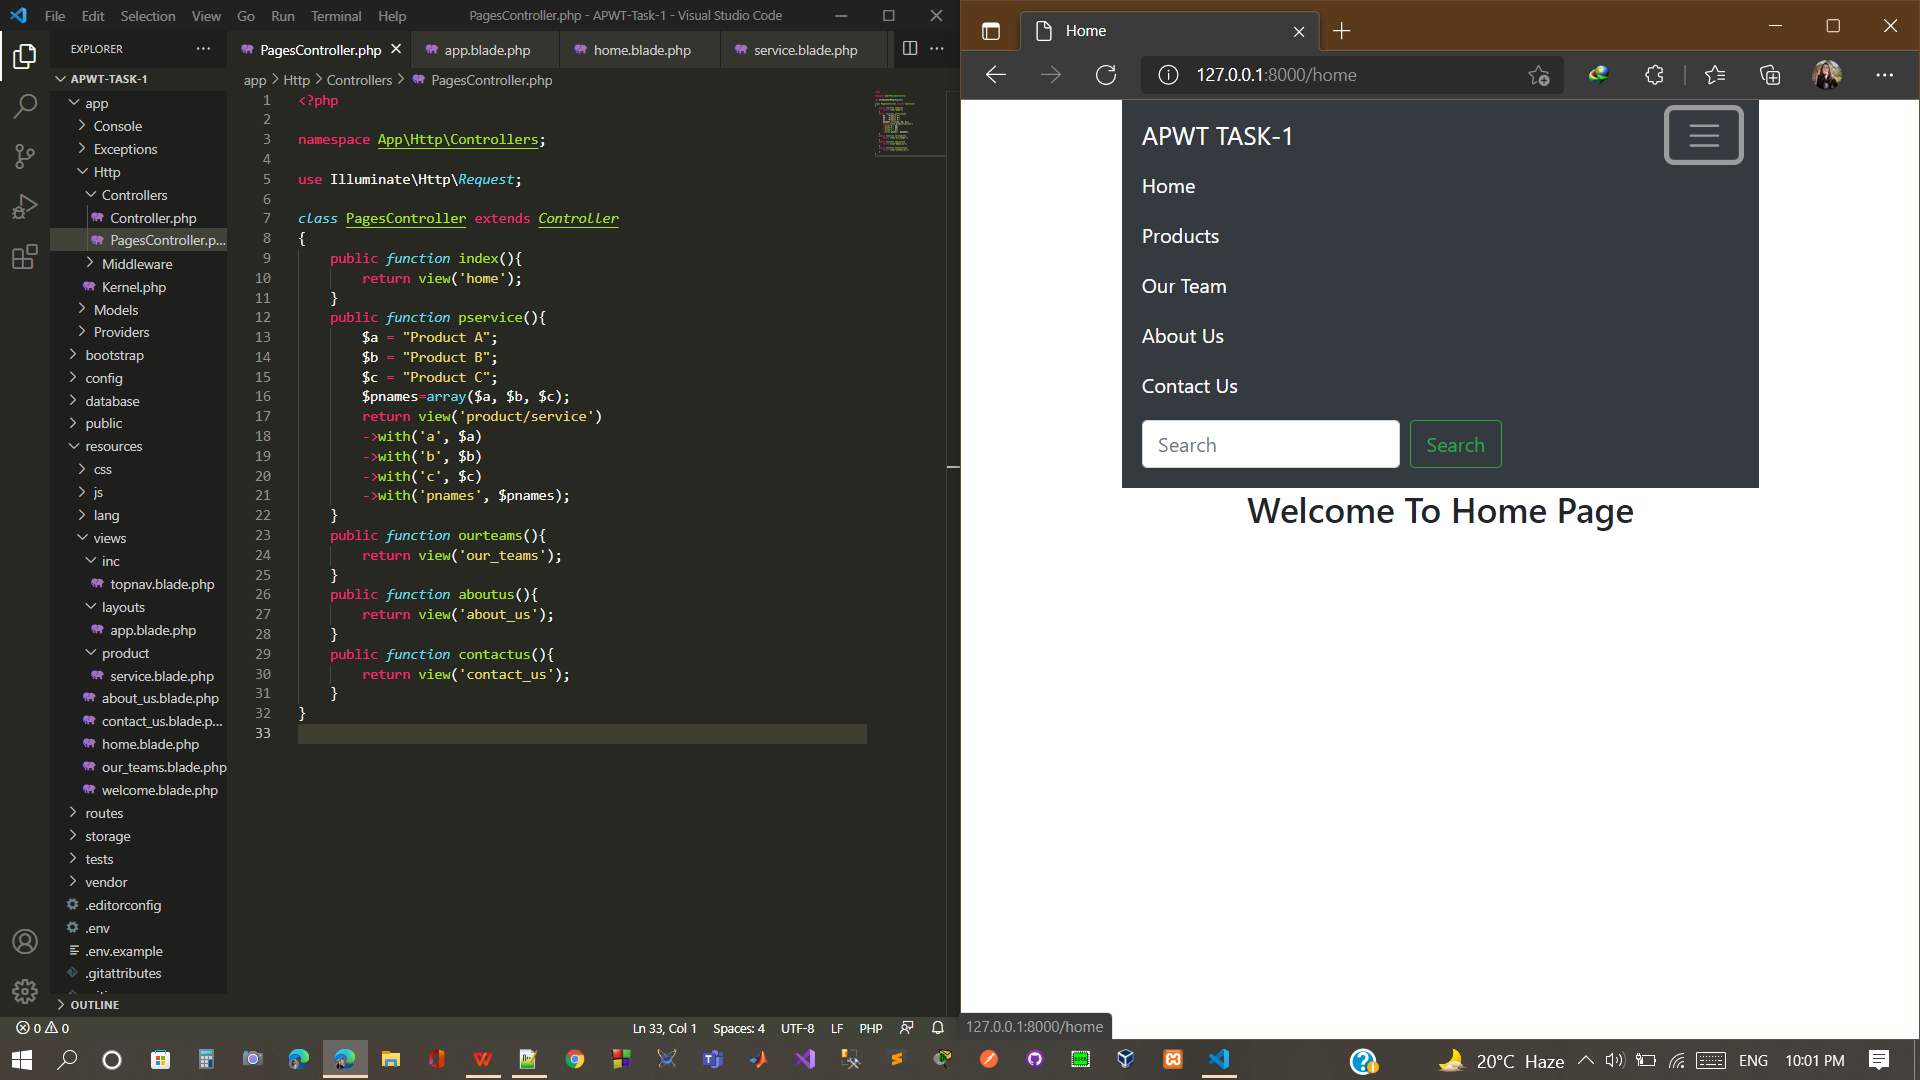 File Edit Selection View Go Run Terminal Help PagesController.php - APWT-Task-1 - Visual Studio Code
EXPLORER
APWT-TASK-1
app
Console
Exceptions
Http
Controllers
Controller.php
PagesController.p...
Middleware
Kernel.php
Models
Providers
bootstrap
config
database
public
resources
css
js
lang
views
inc
topnav.blade.php
layouts
app.blade.php
product
service.blade.php
about_us.blade.php
contact_us.blade.p...
home.blade.php
our_teams.blade.php
welcome.blade.php
routes
storage
tests
vendor
.editorconfig
.env
.env.example
.gitattributes
OUTLINE
PagesController.php app.blade.php home.blade.php service.blade.php
app > Http > Controllers > PagesController.php
1 <?php
2
3 namespace App\Http\Controllers;
4
5 use Illuminate\Http\Request;
6
7 class PagesController extends Controller
8 {
9 public function index(){
10 return view('home');
11 }
12 public function pservice(){
13 $a = "Product A";
14 $b = "Product B";
15 $c = "Product C";
16 $pnames=array($a, $b, $c);
17 return view('product/service')
18 ->with('a', $a)
19 ->with('b', $b)
20 ->with('c', $c)
21 ->with('pnames', $pnames);
22 }
23 public function ourteams(){
24 return view('our_teams');
25 }
26 public function aboutus(){
27 return view('about_us');
28 }
29 public function contactus(){
30 return view('contact_us');
31 }
32 }
33
0 0 Ln 33, Col 1 Spaces: 4 UTF-8 LF PHP
Home
127.0.0.1:8000/home
APWT TASK-1
Home
Products
Our Team
About Us
Contact Us
Search Search
Welcome To Home Page
127.0.0.1:8000/home
20°C Haze ENG 10:01 PM